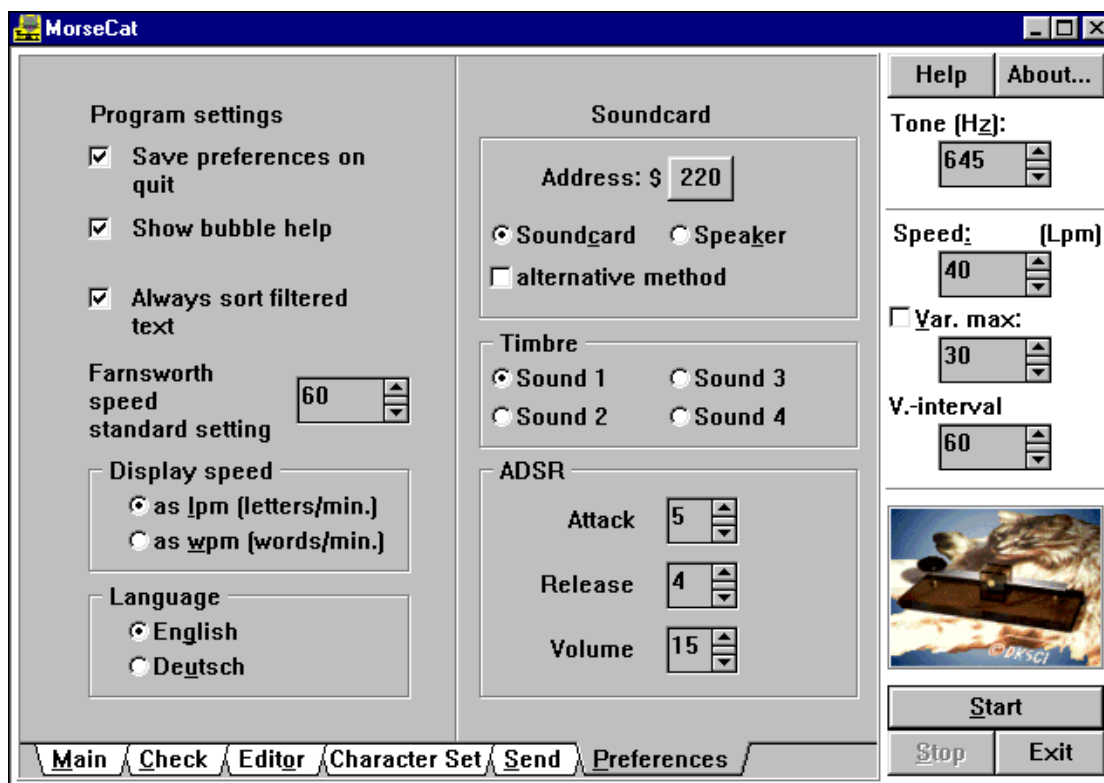 MorseCat
Program settings
Save preferences on
quit
Show bubble help
Always sort filtered
text
Farnsworth
speed
standard setting
60
Display speed
as lpm (letters/min.)
as wpm (words/min.)
Language
English
Deutsch
Soundcard
Address: $ 220
Soundcard Speaker
alternative method
Timbre
Sound 1 Sound 3
Sound 2 Sound 4
ADSR
Attack 5
Release 4
Volume 15
Help About...
Tone (Hz):
645
Speed: (Lpm)
40
Var. max:
30
V.-interval
60
©DK5CI
Start
Stop Exit
Main Check Editor Character Set Send Preferences